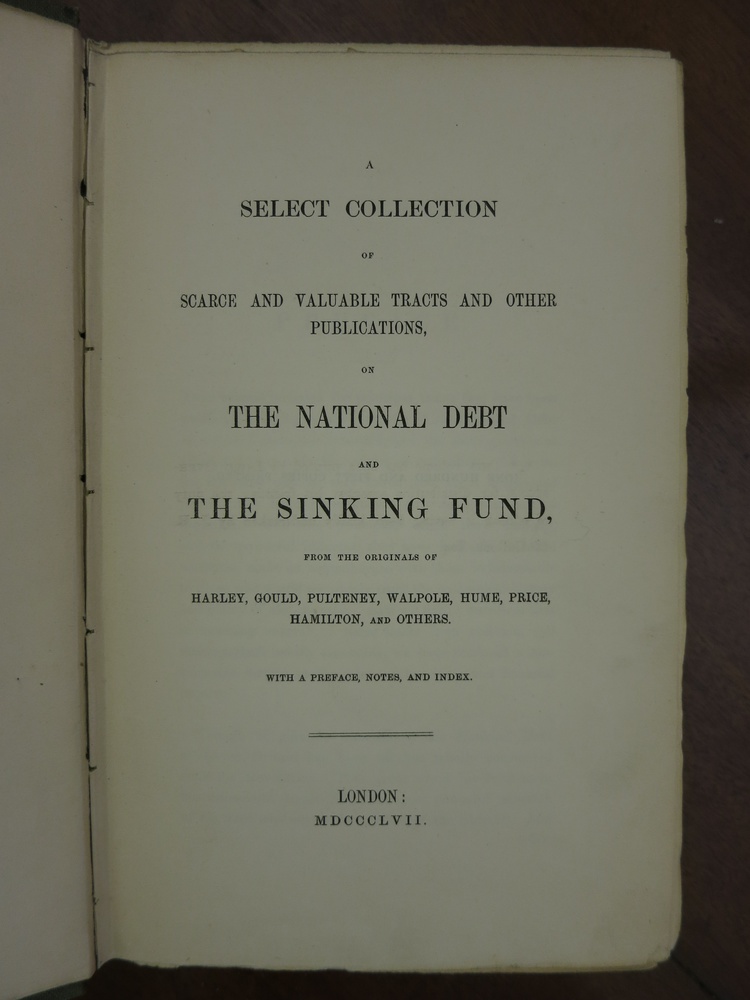 A
SELECT COLLECTION
OF
SCARCE AND VALUABLE TRACTS AND OTHER
PUBLICATIONS,
ON
THE NATIONAL DEBT
AND
THE SINKING FUND,
FROM THE ORIGINALS OF
HARLEY, GOULD, PULTENEY, WALPOLE, HUME, PRICE,
HAMILTON, AND OTHERS.
WITH A PREFACE, NOTES, AND INDEX.
LONDON:
MDCCCLVII.